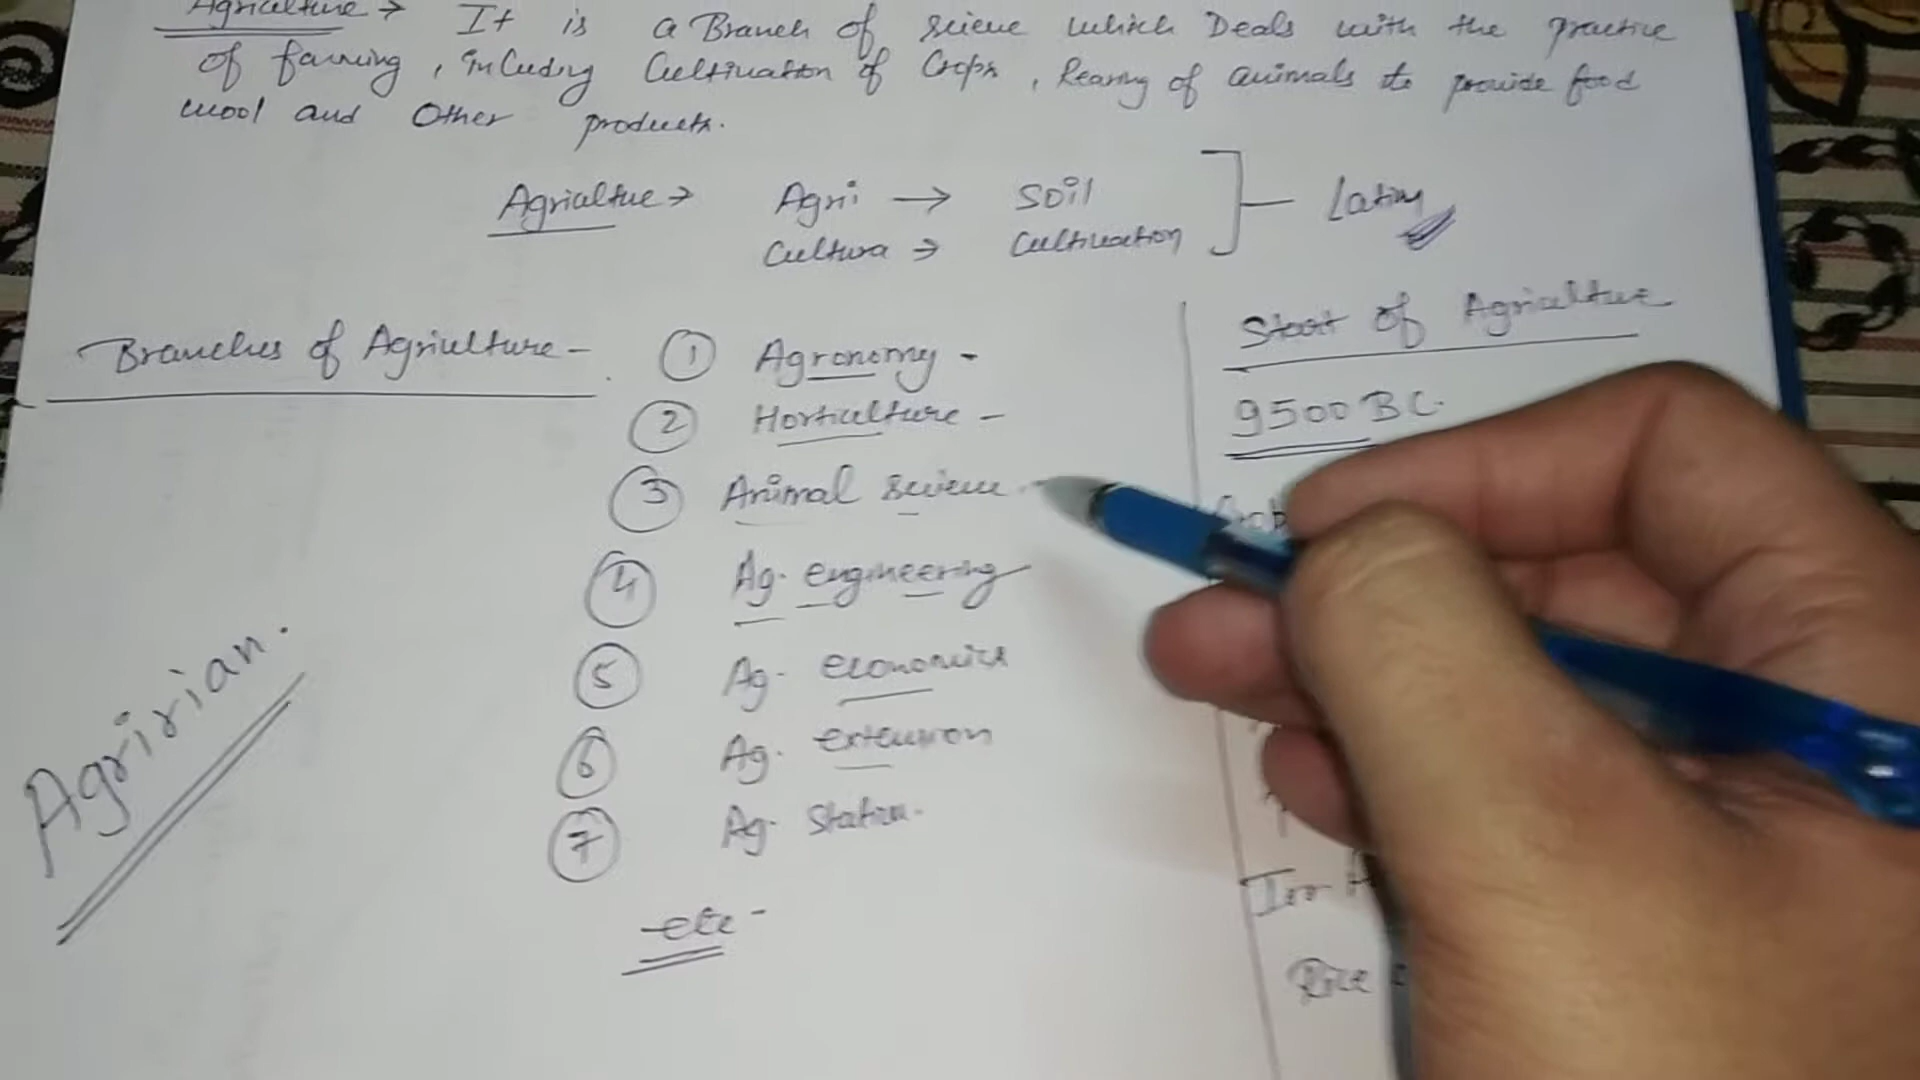 Agriculture → It is a Branch of science which Deals with the practice
of farming, including Cultivation of Crops, Rearing of animals to provide food
wool and Other products.
Agriculture → Agri → Soil
Cultura → Cultivation
Latin
Branches of Agriculture -
① Agronomy -
② Horticulture -
③ Animal science -
④ Ag. engineering
⑤ Ag. economics
⑥ Ag. extension
⑦ Ag. Station.
etc -
Agririan.
Start of Agriculture
9500 BC.
Rice